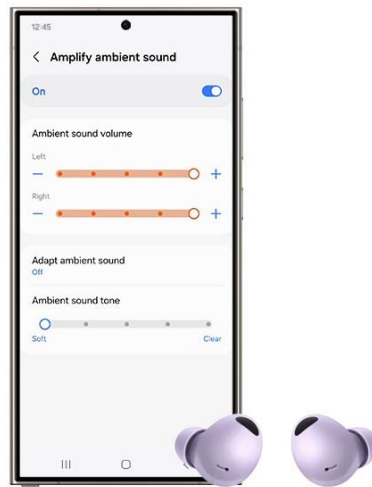 12:45
Amplify ambient sound
On
Ambient sound volume
Left
Right
Adapt ambient sound
Off
Ambient sound tone
Soft
Clear